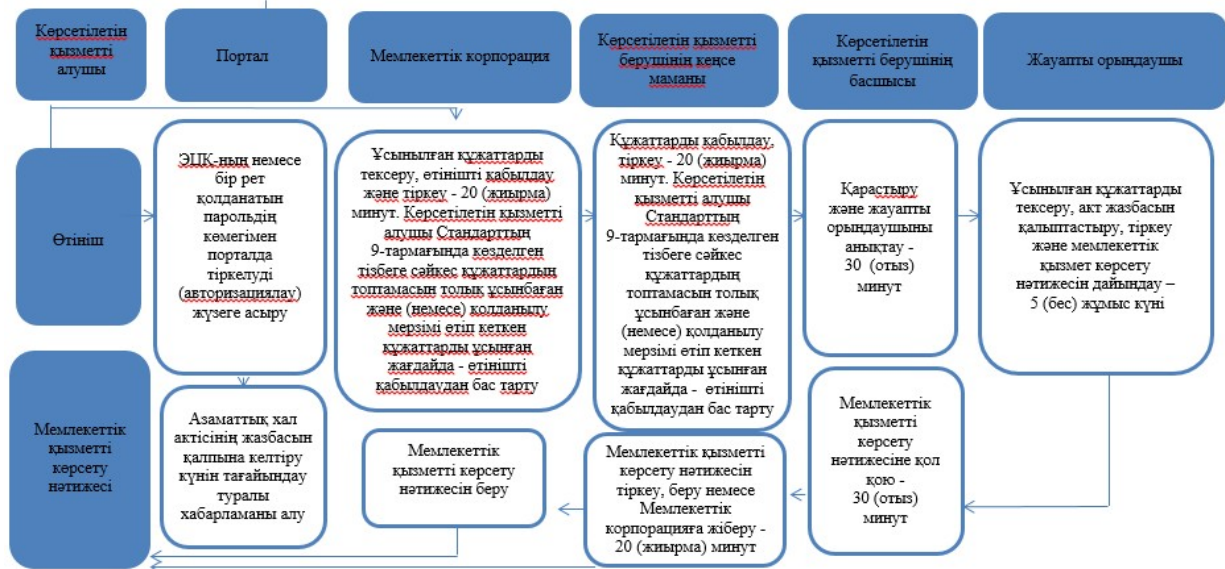 Көрсетілетін
қызметті
алушы
Портал
Мемлекеттік корпорация
Көрсетілетін қызметті
берушінің кеңсе
маманы
Көрсетілетін
қызметті берушінің
басшысы
Жауапты орындаушы
Өтініш
ЭЦК-ның немесе
бір рет
қолданатын
парольдің
көмегімен
порталда
тіркелуді
(авторизациялау)
жүзеге асыру
Ұсынылған құжаттарды
тексеру, өтінішті қабылдау
және тіркеу - 20 (жиырма)
минут. Көрсетілетін қызметті
алушы Стандарттың
9-тармағында көзделген
тізбеге сәйкес құжаттардың
топтамасын толық ұсынбаған
және (немесе) қолданылу
мерзімі өтіп кеткен
құжаттарды ұсынған
жағдайда - өтінішті
қабылдаудан бас тарту
Құжаттарды қабылдау,
тіркеу - 20 (жиырма)
минут. Көрсетілетін
қызметті алушы
Стандарттың
9-тармағында көзделген
тізбеге сәйкес
құжаттардың
топтамасын толық
ұсынбаған және
(немесе) қолданылу
мерзімі өтіп кеткен
құжаттарды ұсынған
жағдайда - өтінішті
қабылдаудан бас тарту
Қарастыру
және жауапты
орындаушыны
анықтау -
30 (отыз)
минут
Ұсынылған құжаттарды
тексеру, акт жазбасын
қалыптастыру, тіркеу
және мемлекеттік
қызмет көрсету
нәтижесін дайындау –
5 (бес) жұмыс күні
Мемлекеттік
қызметті
көрсету
нәтижесі
Азаматтық хал
актісінің жазбасын
қалпына келтіру
күнін тағайындау
туралы
хабарламаны алу
Мемлекеттік
қызметті көрсету
нәтижесін беру
Мемлекеттік қызметті
көрсету нәтижесін
тіркеу, беру немесе
Мемлекеттік
корпорацияға жіберу -
20 (жиырма) минут
Мемлекеттік
қызметті
көрсету
нәтижесіне қол
қою -
30 (отыз)
минут